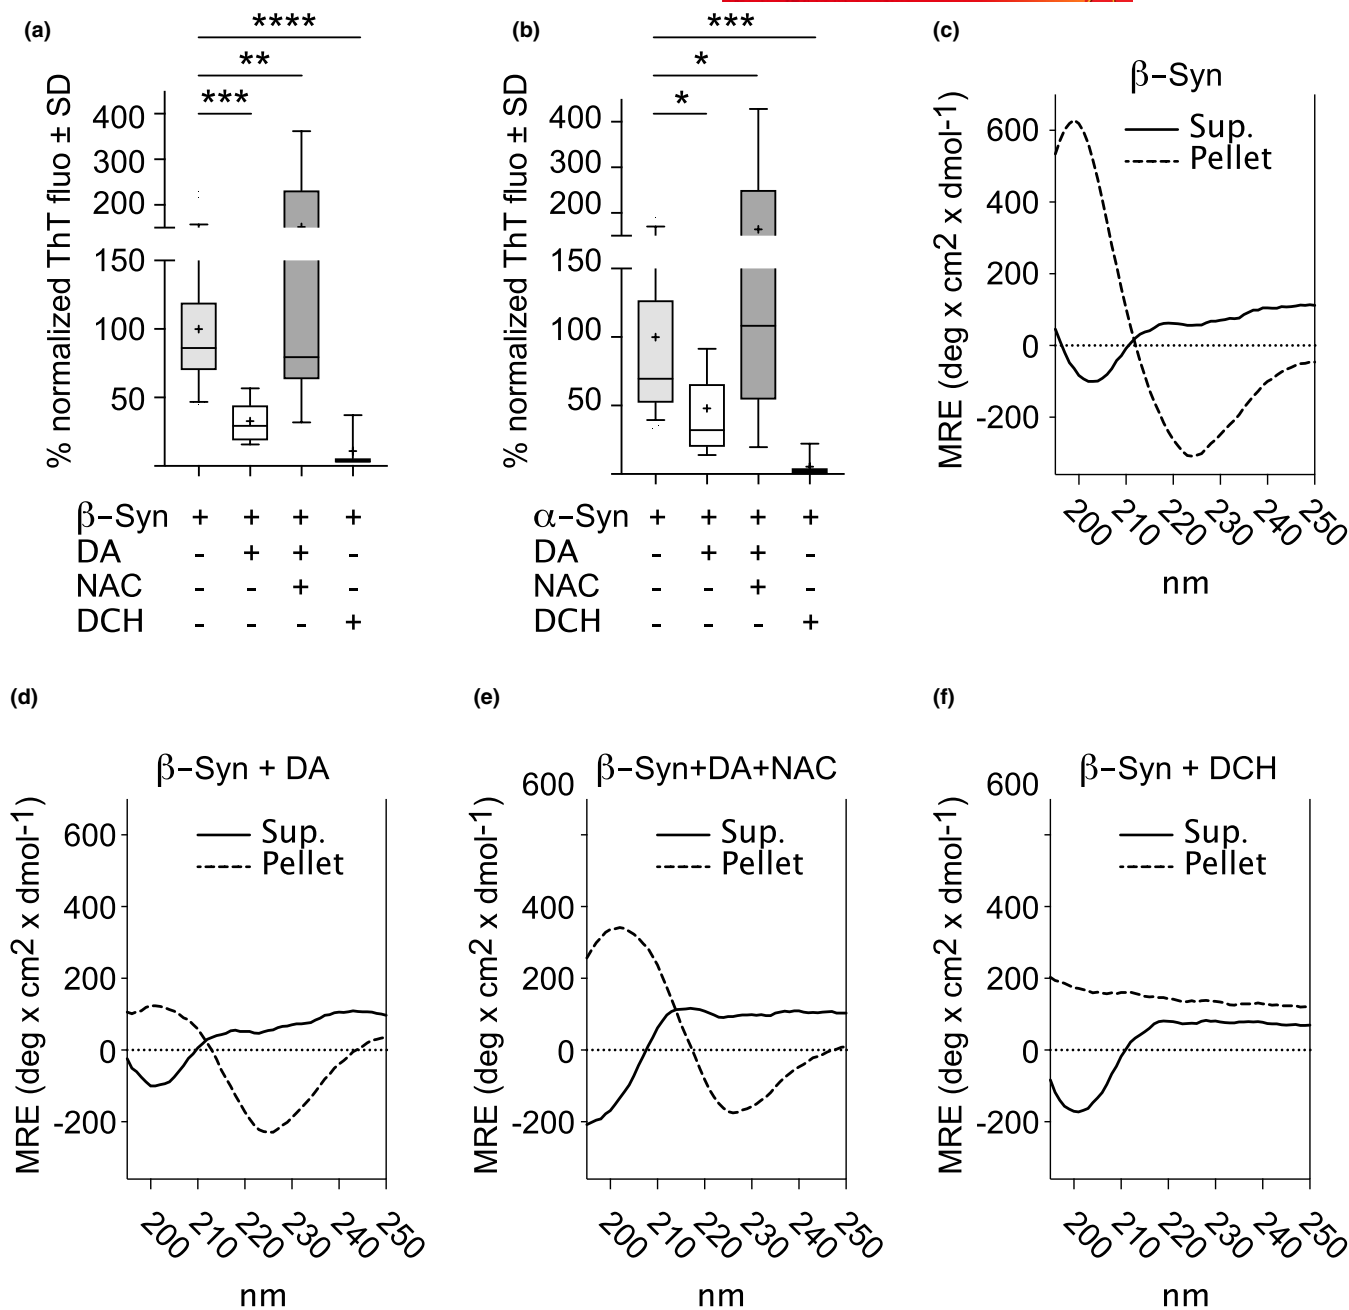 (a)
****
**
***
% normalized ThT fluo ± SD
400
300
200
150
100
50
β–Syn + + + +
DA - + + -
NAC - - + -
DCH - - - +
(b)
***
*
*
% normalized ThT fluo ± SD
400
300
200
150
100
50
α–Syn + + + +
DA - + + -
NAC - - + -
DCH - - - +
(c)
β–Syn
Sup.
Pellet
MRE (deg x cm2 x dmol-1)
600
400
200
0
-200
200 210 220 230 240 250
nm
(d)
β–Syn + DA
Sup.
Pellet
MRE (deg x cm2 x dmol-1)
600
400
200
0
-200
200 210 220 230 240 250
nm
(e)
β–Syn+DA+NAC
Sup.
Pellet
MRE (deg x cm2 x dmol-1)
600
400
200
0
-200
200 210 220 230 240 250
nm
(f)
β–Syn + DCH
Sup.
Pellet
MRE (deg x cm2 x dmol-1)
600
400
200
0
-200
200 210 220 230 240 250
nm